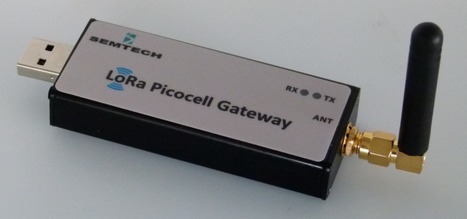 SEMTECH
LoRa Picocell Gateway
RX TX
ANT